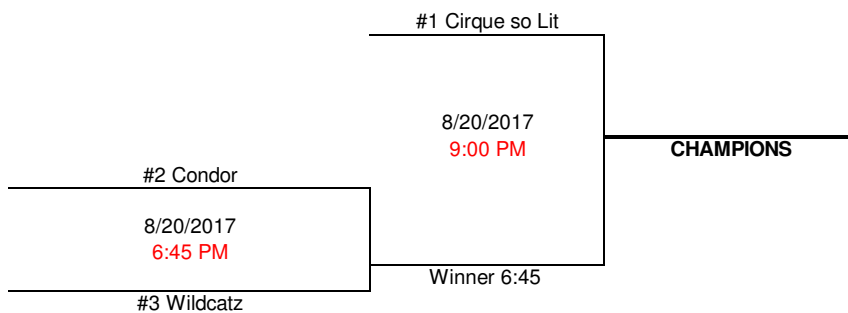 #1 Cirque so Lit
8/20/2017
9:00 PM
CHAMPIONS
#2 Condor
8/20/2017
6:45 PM
Winner 6:45
#3 Wildcatz